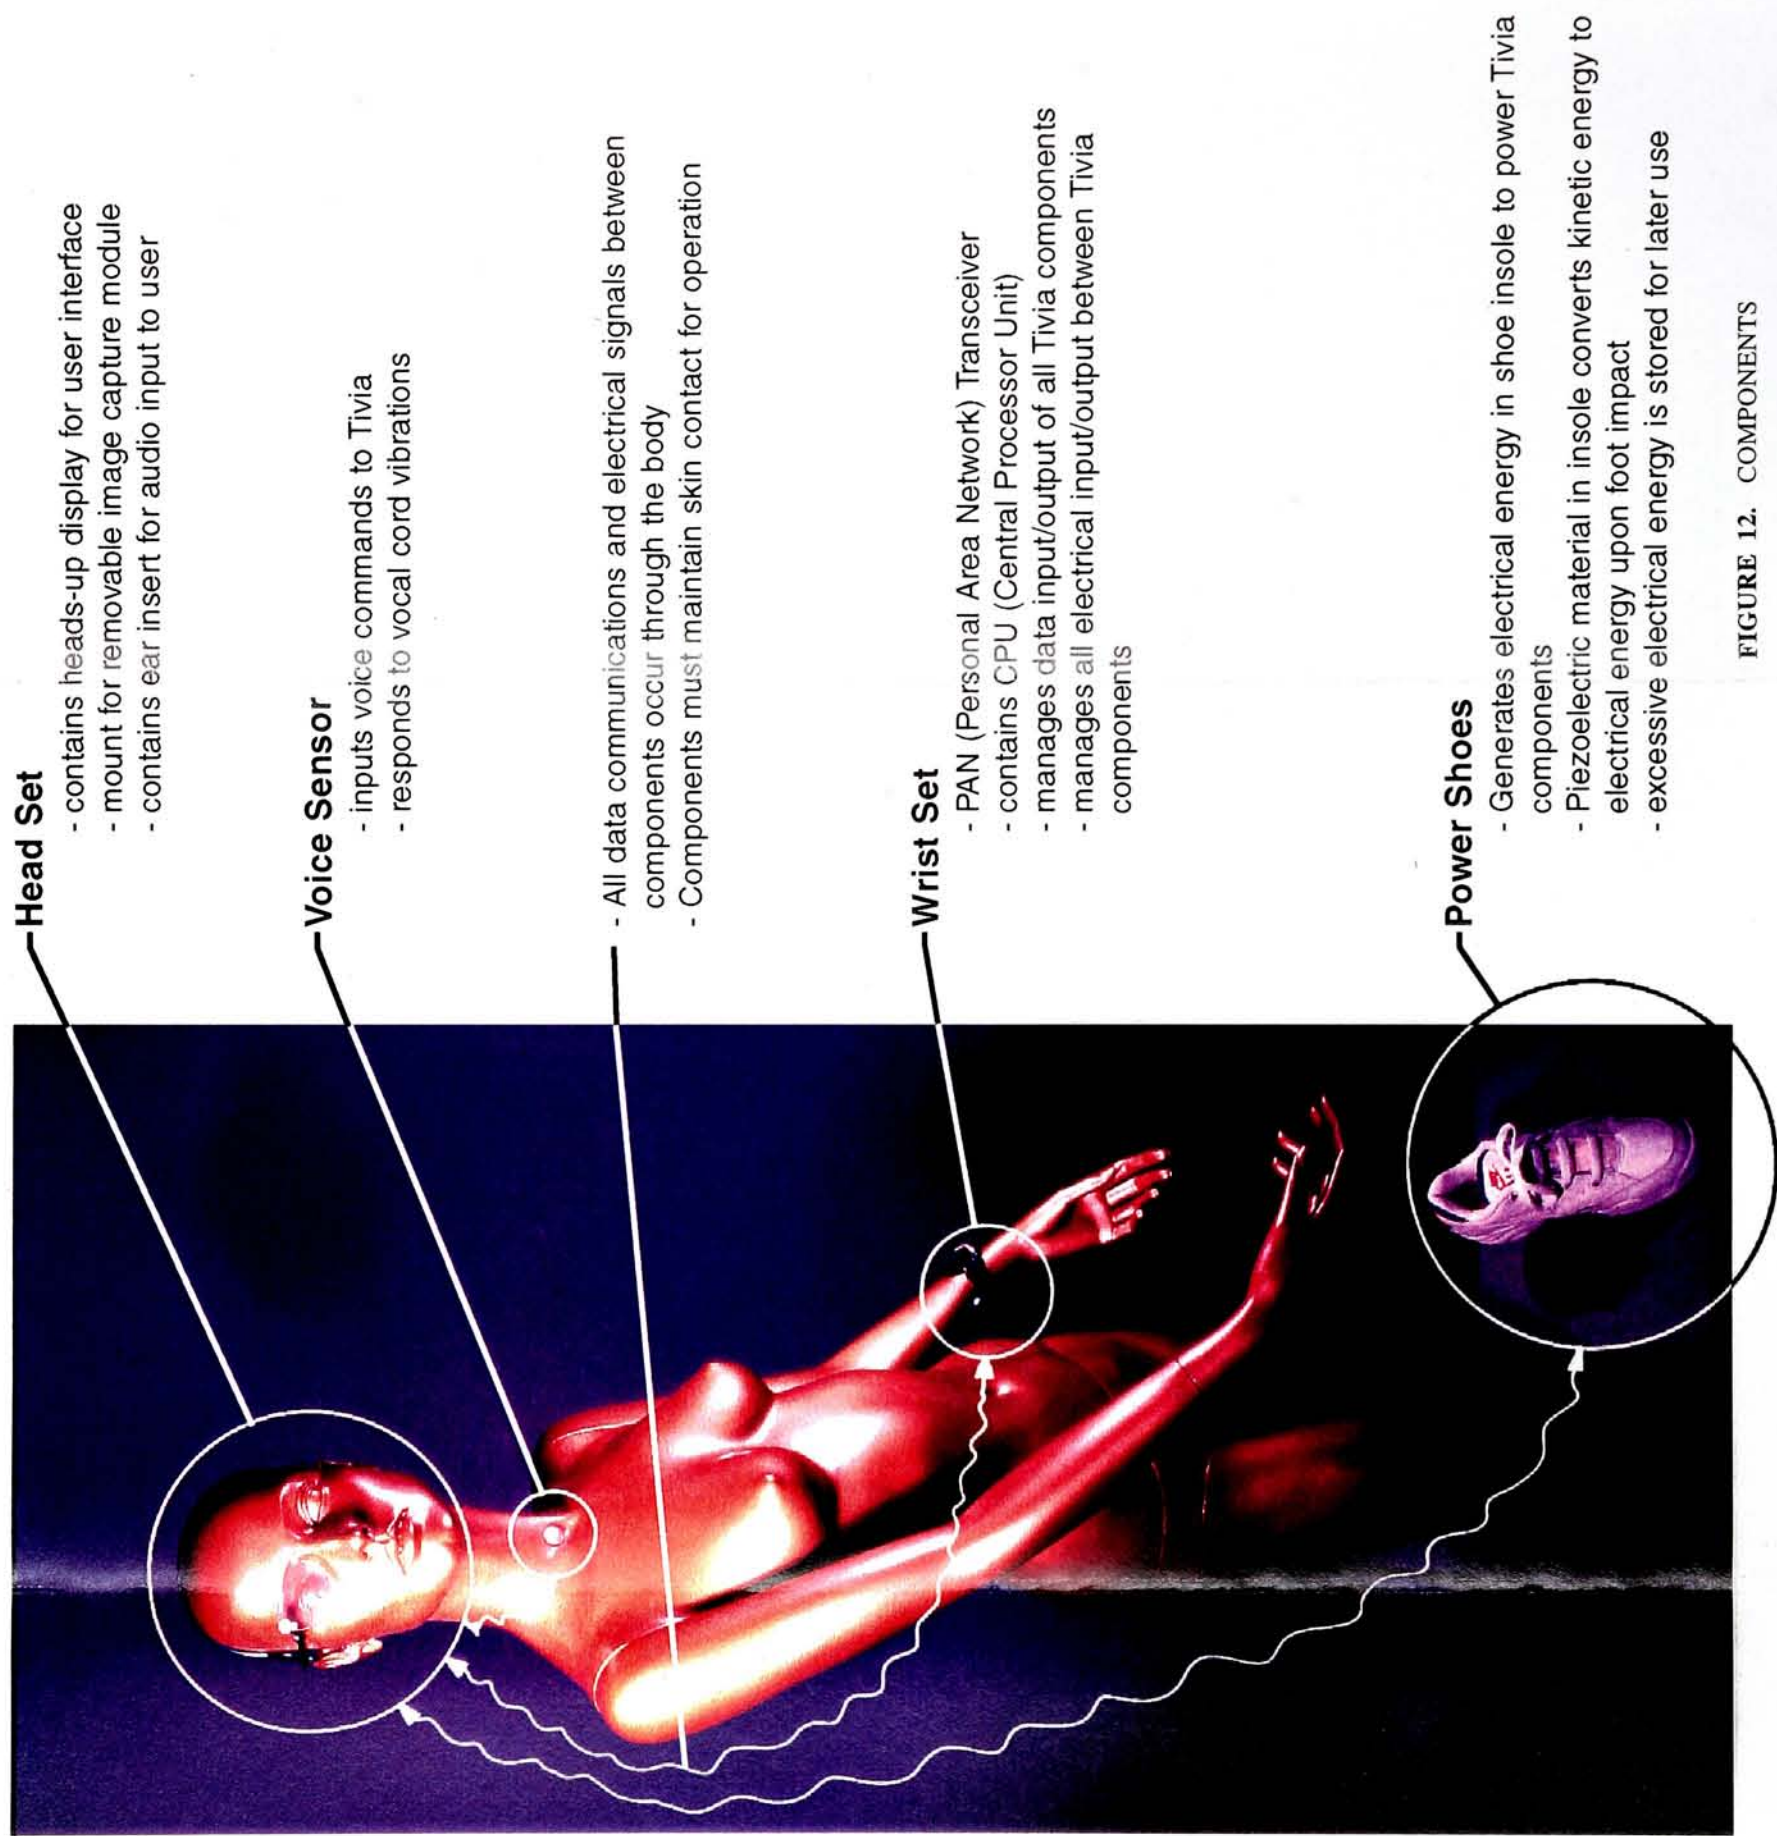 Head Set
- contains heads-up display for user interface
- mount for removable image capture module
- contains ear insert for audio input to user
Voice Sensor
- inputs voice commands to Tivia
- responds to vocal cord vibrations
- All data communications and electrical signals between
components occur through the body
- Components must maintain skin contact for operation
Wrist Set
- PAN (Personal Area Network) Transceiver
- contains CPU (Central Processor Unit)
- manages data input/output of all Tivia components
- manages all electrical input/output between Tivia
components
Power Shoes
- Generates electrical energy in shoe insole to power Tivia
components
- Piezoelectric material in insole converts kinetic energy to
electrical energy upon foot impact
- excessive electrical energy is stored for later use
FIGURE 12. COMPONENTS